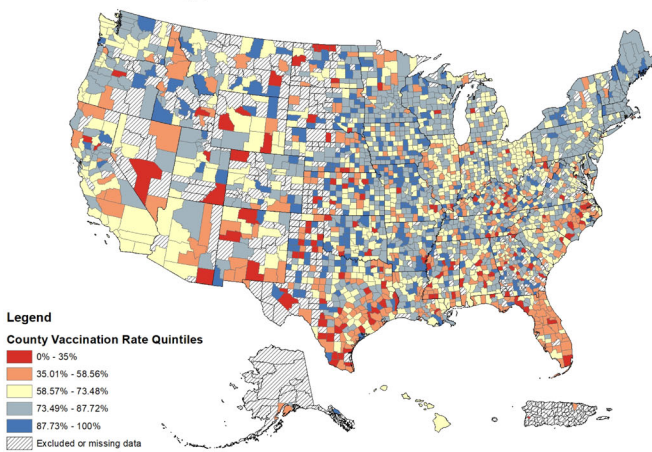 Legend
County Vaccination Rate Quintiles
0% - 35%
35.01% - 58.56%
58.57% - 73.48%
73.49% - 87.72%
87.73% - 100%
Excluded or missing data